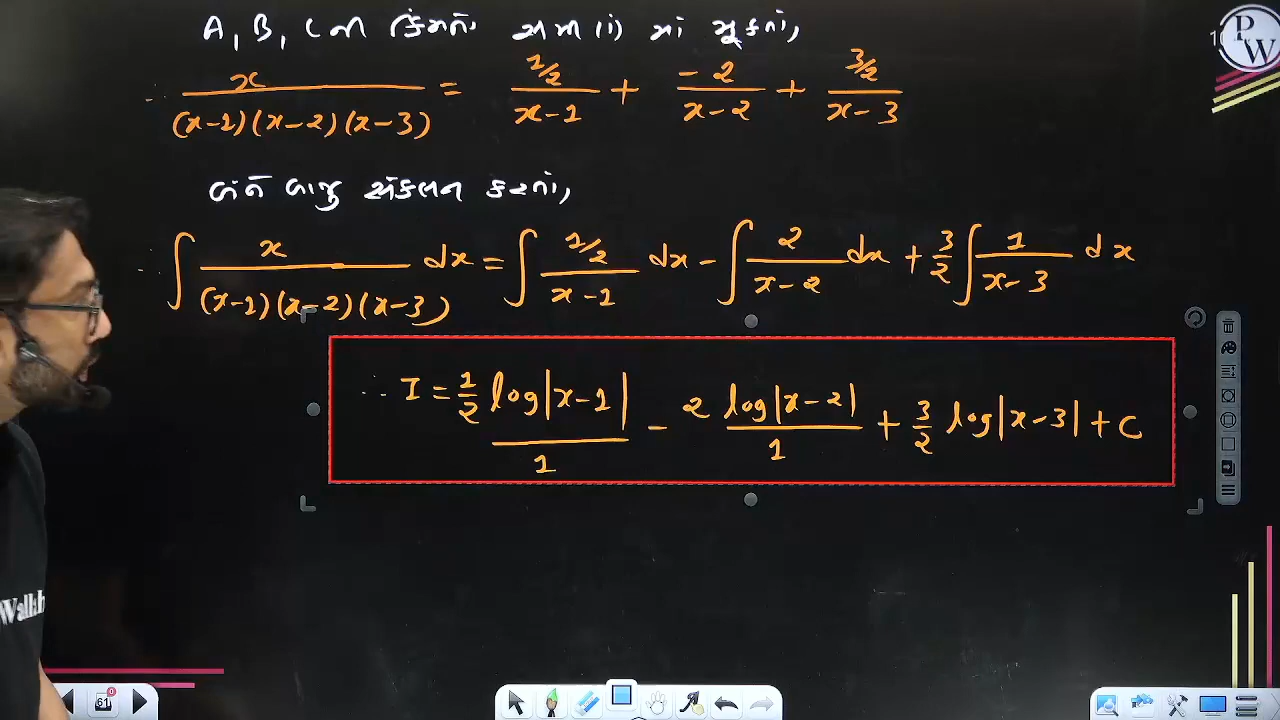 A, B, C ની કિંમતો સમી (i) માં મૂકતાં,
∴ x/((x-1)(x-2)(x-3)) = (1/2)/(x-1) + (-2)/(x-2) + (3/2)/(x-3)
બંને બાજુ સંકલન કરતાં,
∴ ∫ x/((x-1)(x-2)(x-3)) dx = ∫ (1/2)/(x-1) dx - ∫ 2/(x-2) dx + 3/2 ∫ 1/(x-3) dx
∴ I = 1/2 log|x-1|/1 - 2 log|x-2|/1 + 3/2 log|x-3| + C
PW
61